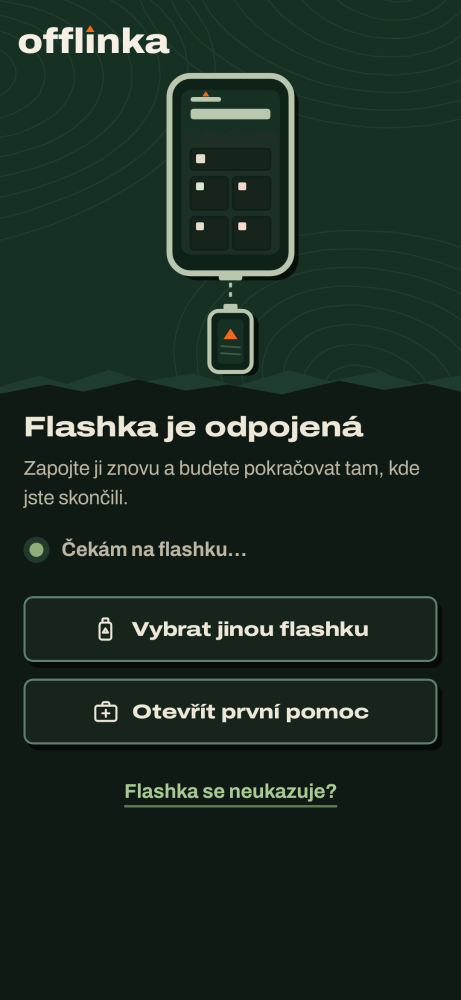 offlinka
Flashka je odpojená
Zapojte ji znovu a budete pokračovat tam, kde
jste skončili.
Čekám na flashku…
Vybrat jinou flashku
Otevřít první pomoc
Flashka se neukazuje?